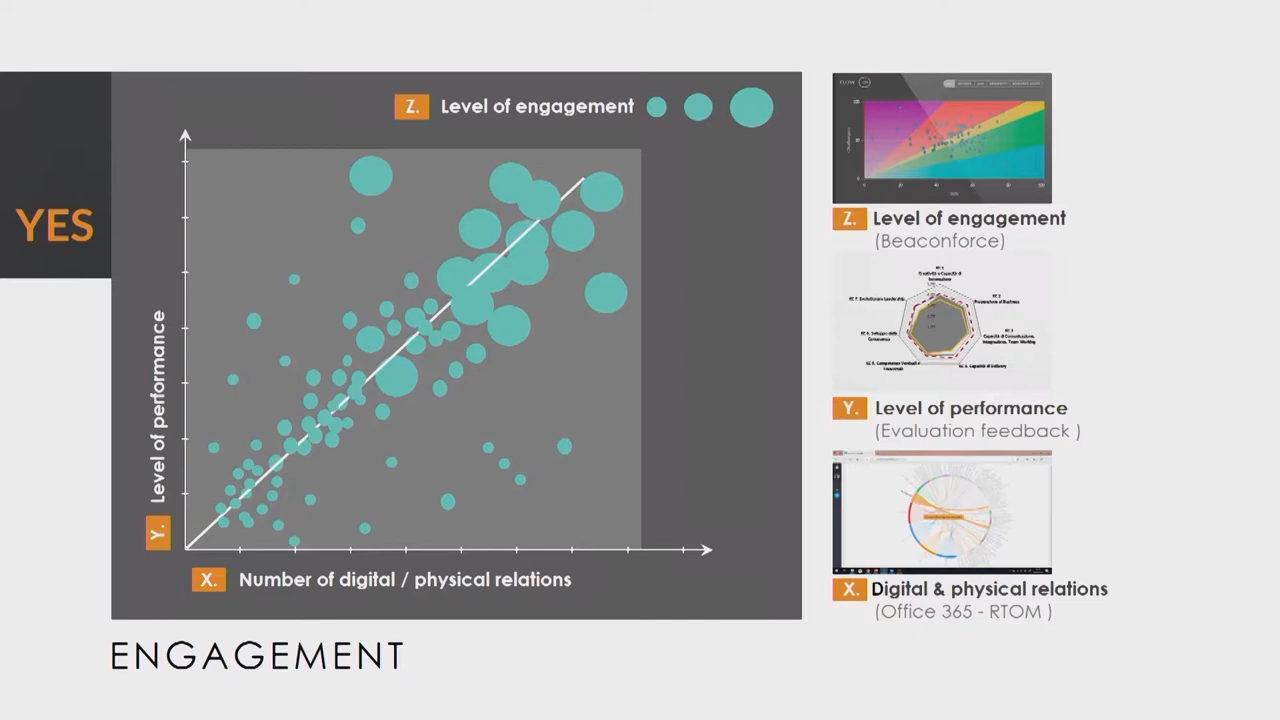 YES
Z. Level of engagement
Y. Level of performance
X. Number of digital / physical relations
ENGAGEMENT
FLOW
Z. Level of engagement
(Beaconforce)
Y. Level of performance
(Evaluation feedback )
X. Digital & physical relations
(Office 365 - RTOM )